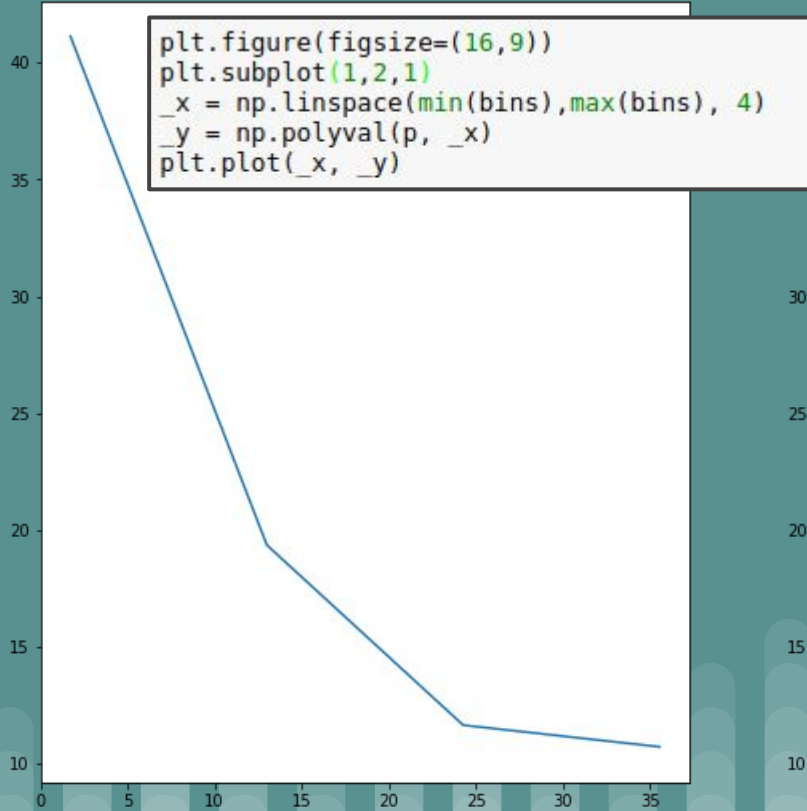 plt.figure(figsize=(16,9))
plt.subplot(1,2,1)
_x = np.linspace(min(bins),max(bins), 4)
_y = np.polyval(p, _x)
plt.plot(_x, _y)
40
35
30
30
25
25
20
20
15
15
10
10
0 5 10 15 20 25 30 35